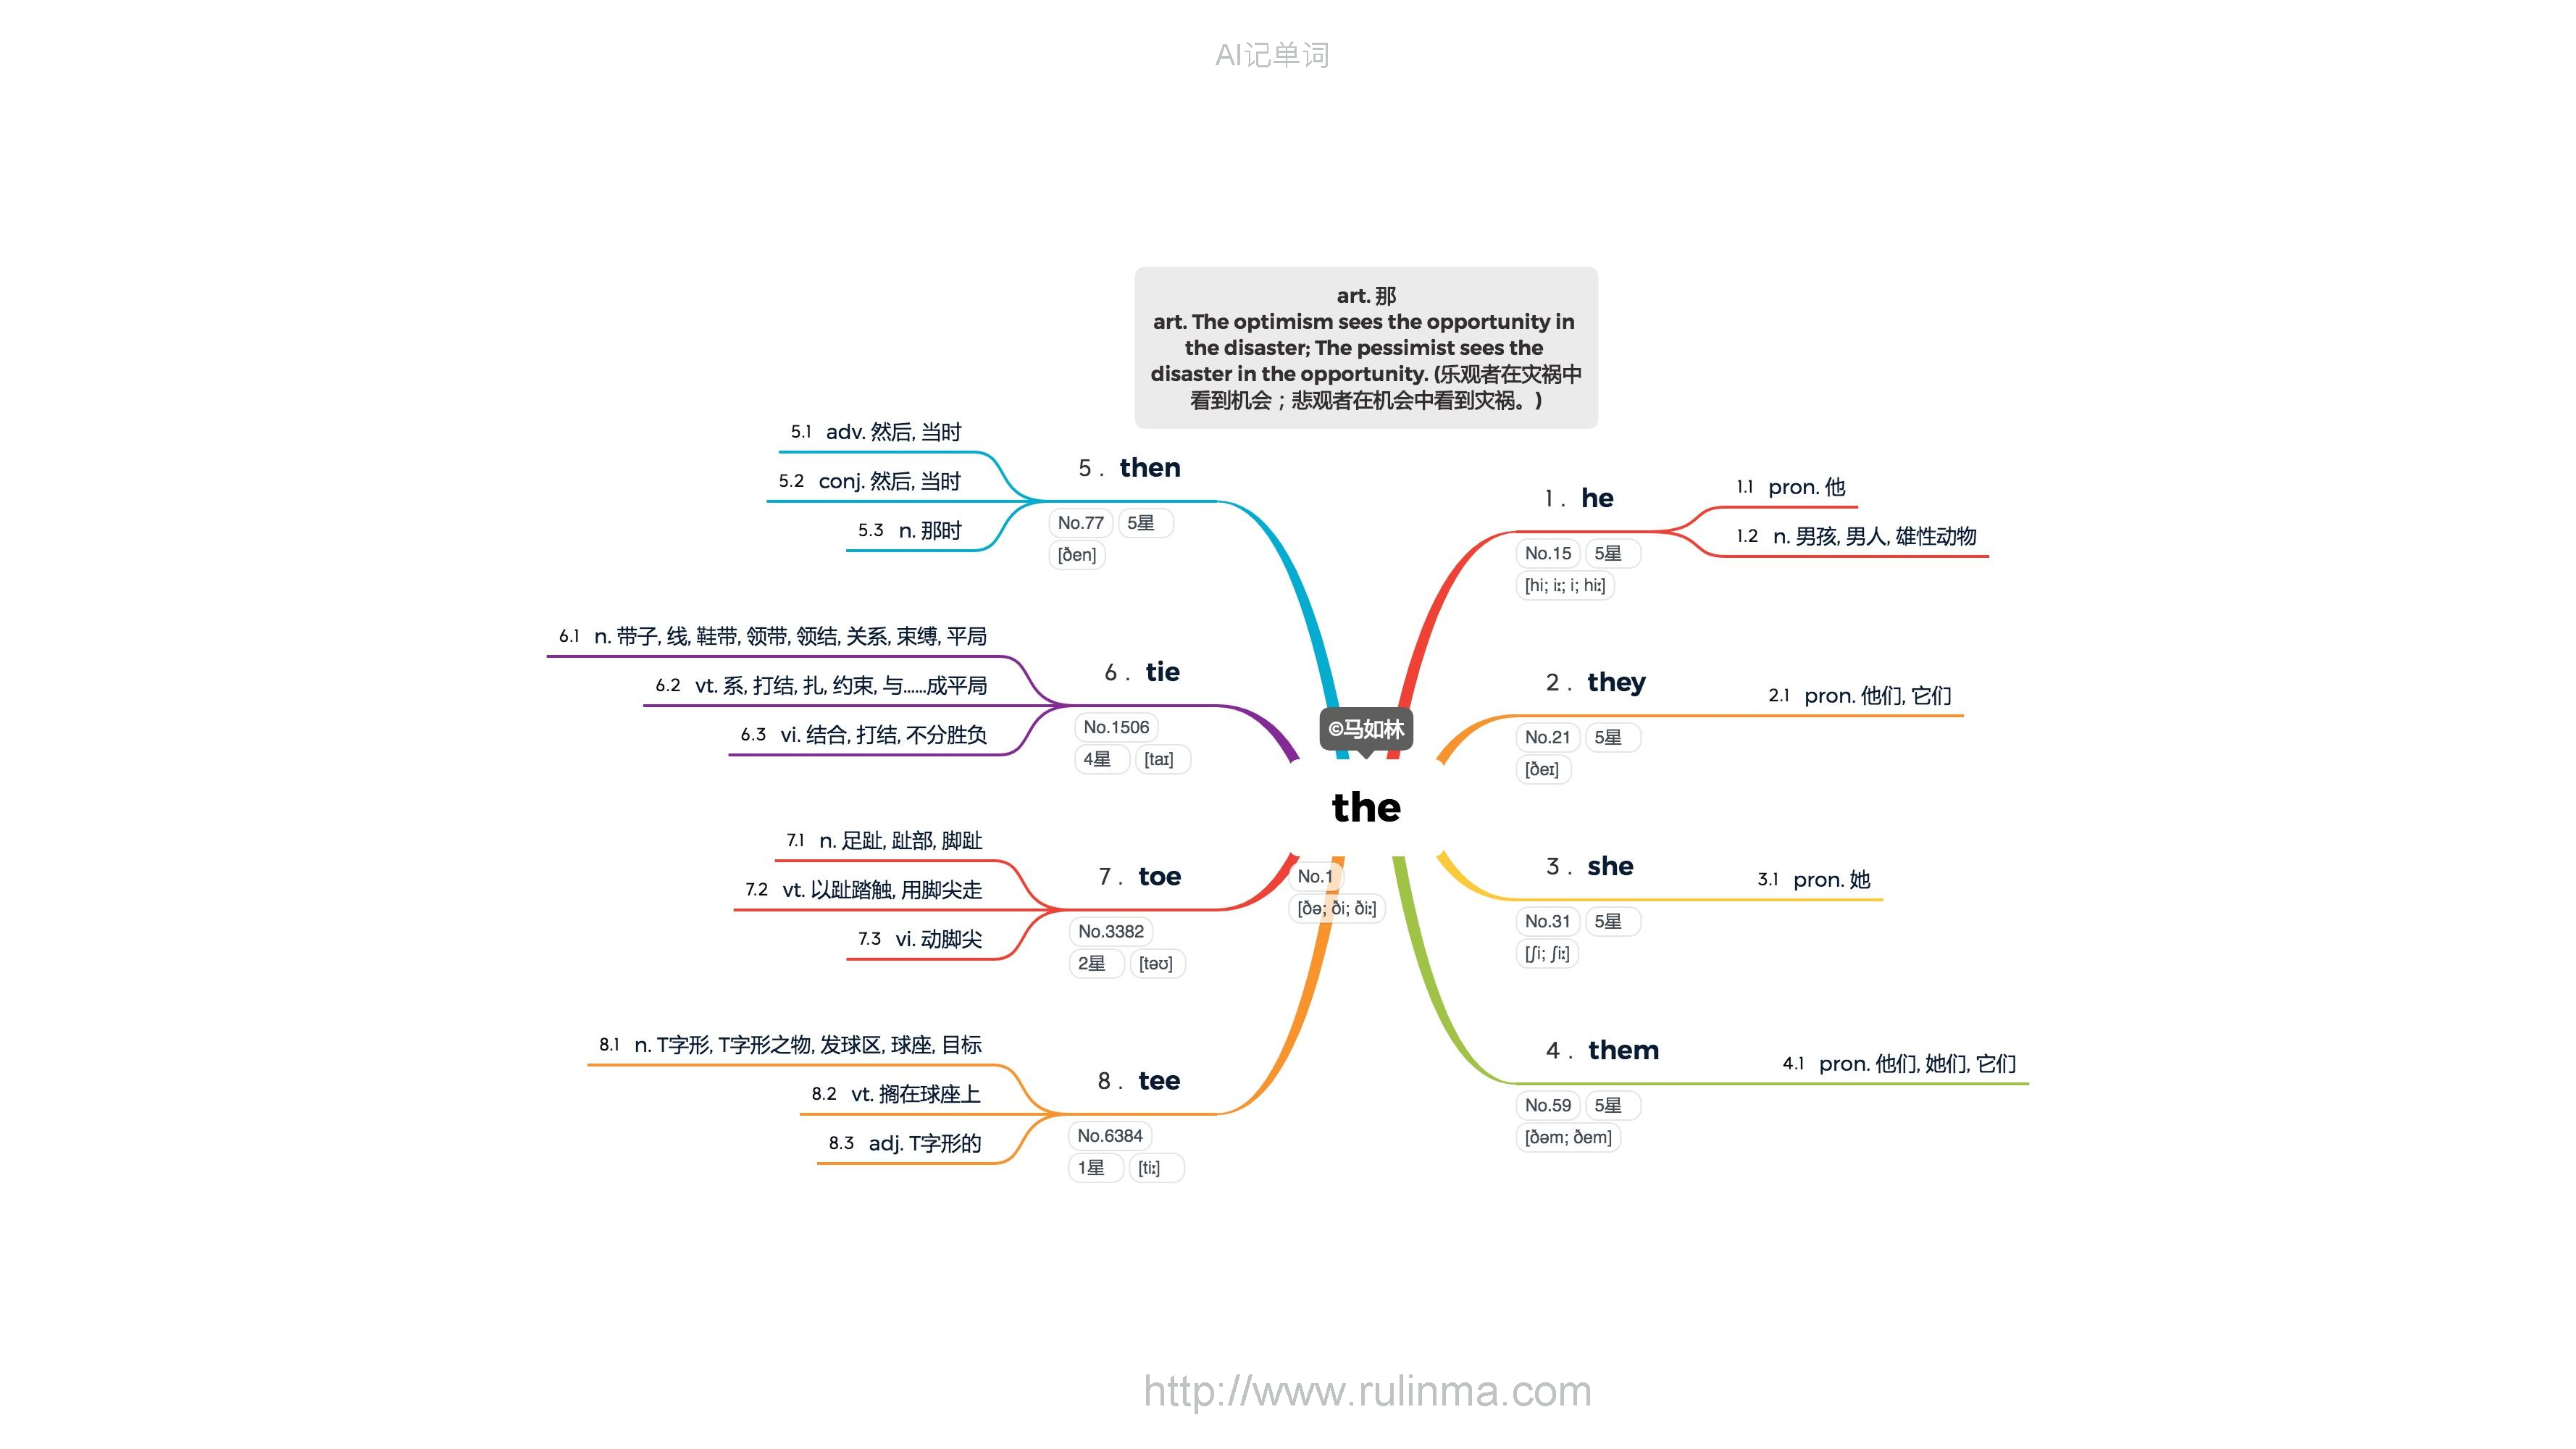 AI记单词
art. 那
art. The optimism sees the opportunity in
the disaster; The pessimist sees the
disaster in the opportunity. (乐观者在灾祸中
看到机会；悲观者在机会中看到灾祸。)
©马如林
the
No.1
[ðə; ði; ðiː]
1 . he
No.15 5星
[hi; iː; i; hiː]
1.1 pron. 他
1.2 n. 男孩, 男人, 雄性动物
2 . they
No.21 5星
[ðeɪ]
2.1 pron. 他们, 它们
3 . she
No.31 5星
[ʃi; ʃiː]
3.1 pron. 她
4 . them
No.59 5星
[ðəm; ðem]
4.1 pron. 他们, 她们, 它们
5 . then
No.77 5星
[ðen]
5.1 adv. 然后, 当时
5.2 conj. 然后, 当时
5.3 n. 那时
6 . tie
No.1506
4星 [taɪ]
6.1 n. 带子, 线, 鞋带, 领带, 领结, 关系, 束缚, 平局
6.2 vt. 系, 打结, 扎, 约束, 与……成平局
6.3 vi. 结合, 打结, 不分胜负
7 . toe
No.3382
2星 [təʊ]
7.1 n. 足趾, 趾部, 脚趾
7.2 vt. 以趾踏触, 用脚尖走
7.3 vi. 动脚尖
8 . tee
No.6384
1星 [tiː]
8.1 n. T字形, T字形之物, 发球区, 球座, 目标
8.2 vt. 搁在球座上
8.3 adj. T字形的
http://www.rulinma.com